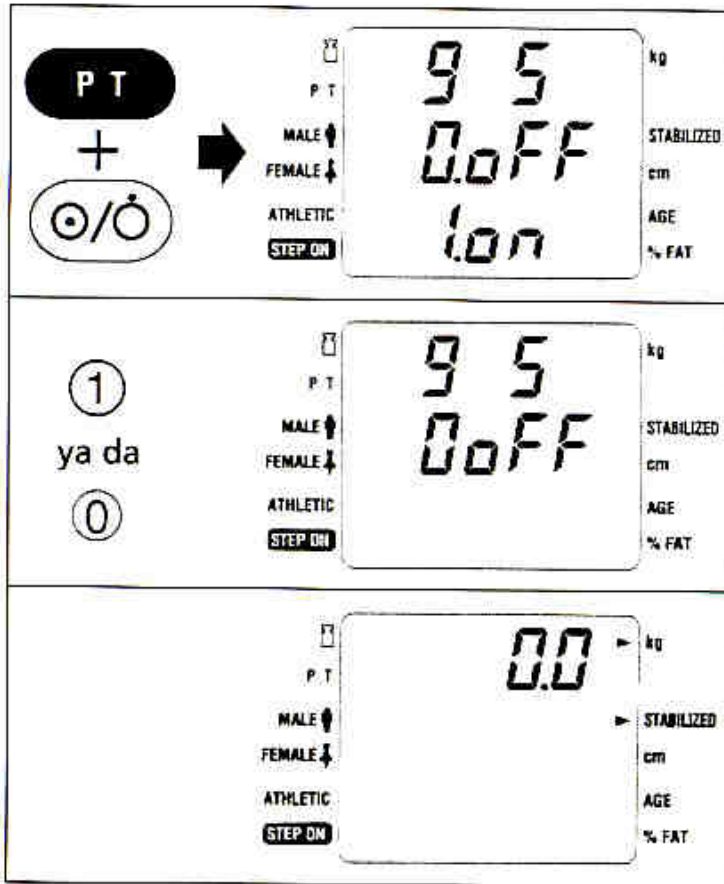 P T
+
P T
MALE
FEMALE
ATHLETIC
STEP ON
9 5
0.oFF
1.on
kg
STABILIZED
cm
AGE
% FAT
1
ya da
0
P T
MALE
FEMALE
ATHLETIC
STEP ON
9 5
0oFF
kg
STABILIZED
cm
AGE
% FAT
P T
MALE
FEMALE
ATHLETIC
STEP ON
0.0
kg
STABILIZED
cm
AGE
% FAT